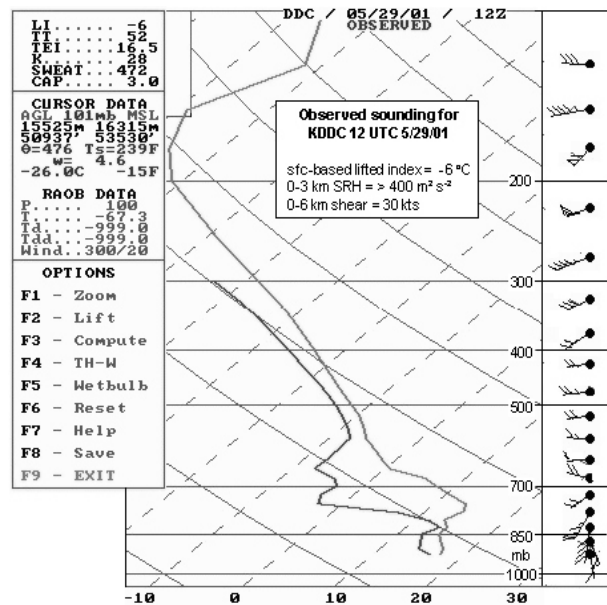 DDC / 05/29/01 / 12Z
OBSERVED
LI...... -6
TT...... 52
TEI..... 16.5
K....... 28
SWEAT... 472
CAP..... 3.0
CURSOR DATA
AGL 101mb MSL
15525m 16315m
50937' 53530'
θ=476 Ts=239F
w= 4.6
-26.0C -15F
RAOB DATA
P..... 100
T.... -67.3
Td...-999.0
Tdd..-999.0
Wind..300/20
OPTIONS
F1 - Zoom
F2 - Lift
F3 - Compute
F4 - TH-W
F5 - Wetbulb
F6 - Reset
F7 - Help
F8 - Save
F9 - EXIT
Observed sounding for
KDDC 12 UTC 5/29/01
sfc-based lifted index = -6 °C
0-3 km SRH = > 400 m² s⁻²
0-6 km shear = 30 kts
200
300
400
500
700
850
mb
1000
-10 0 10 20 30